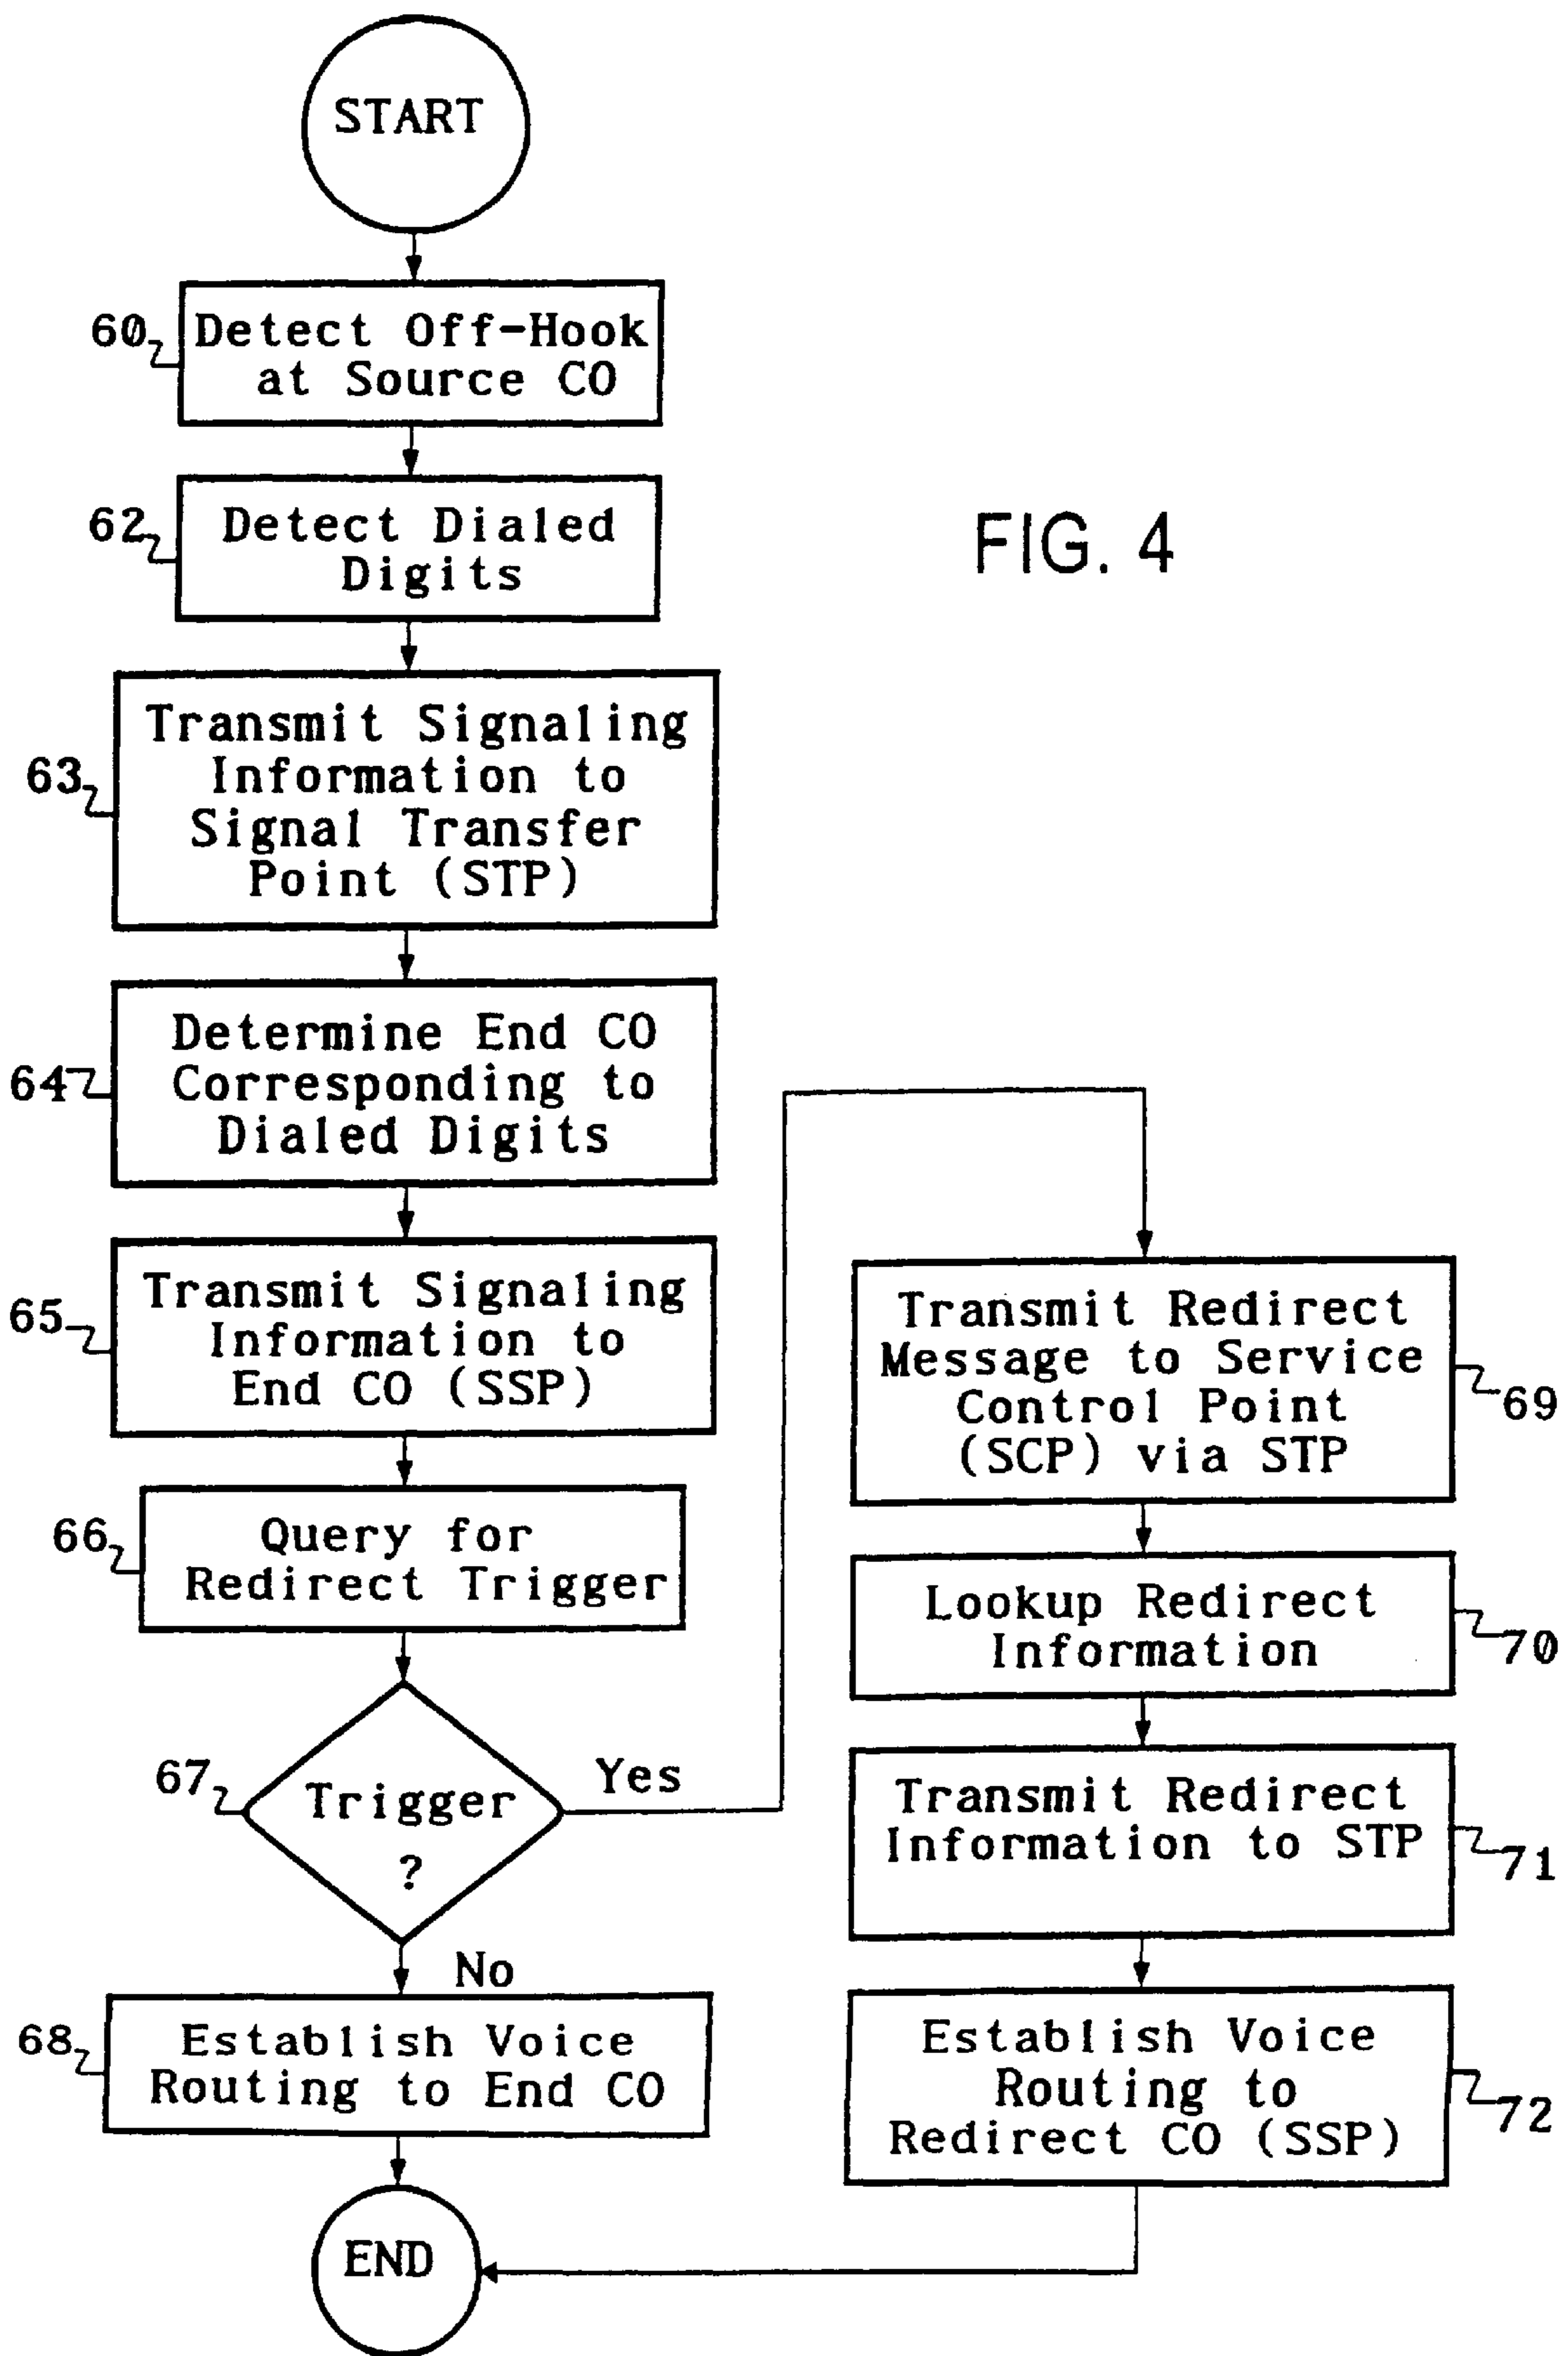 START
60
Detect Off-Hook
at Source CO
62
Detect Dialed
Digits
FIG. 4
63
Transmit Signaling
Information to
Signal Transfer
Point (STP)
64
Determine End CO
Corresponding to
Dialed Digits
65
Transmit Signaling
Information to
End CO (SSP)
66
Query for
Redirect Trigger
67
Trigger
?
Yes
No
68
Establish Voice
Routing to End CO
END
Transmit Redirect
Message to Service
Control Point
(SCP) via STP
69
Lookup Redirect
Information
70
Transmit Redirect
Information to STP
71
Establish Voice
Routing to
Redirect CO (SSP)
72